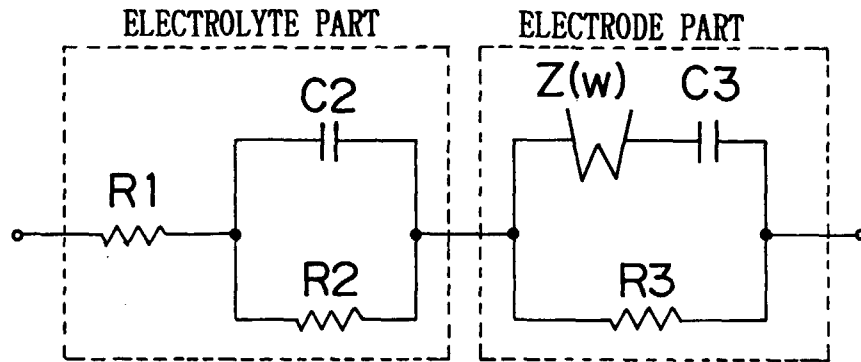 ELECTROLYTE PART
ELECTRODE PART
C2
Z(w)
C3
R1
W
R2
R3